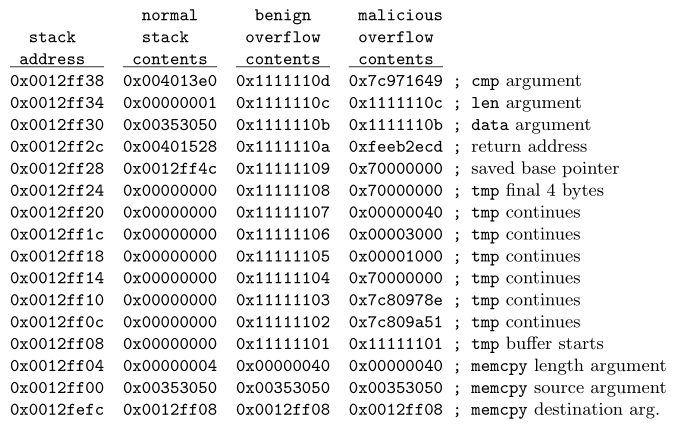 normal benign malicious
stack stack overflow overflow
address contents contents contents
0x0012ff38 0x004013e0 0x1111110d 0x7c971649 ; cmp argument
0x0012ff34 0x00000001 0x1111110c 0x1111110c ; len argument
0x0012ff30 0x00353050 0x1111110b 0x1111110b ; data argument
0x0012ff2c 0x00401528 0x1111110a 0xfeeb2ecd ; return address
0x0012ff28 0x0012ff4c 0x11111109 0x70000000 ; saved base pointer
0x0012ff24 0x00000000 0x11111108 0x70000000 ; tmp final 4 bytes
0x0012ff20 0x00000000 0x11111107 0x00000040 ; tmp continues
0x0012ff1c 0x00000000 0x11111106 0x00003000 ; tmp continues
0x0012ff18 0x00000000 0x11111105 0x00001000 ; tmp continues
0x0012ff14 0x00000000 0x11111104 0x70000000 ; tmp continues
0x0012ff10 0x00000000 0x11111103 0x7c80978e ; tmp continues
0x0012ff0c 0x00000000 0x11111102 0x7c809a51 ; tmp continues
0x0012ff08 0x00000000 0x11111101 0x11111101 ; tmp buffer starts
0x0012ff04 0x00000004 0x00000040 0x00000040 ; memcpy length argument
0x0012ff00 0x00353050 0x00353050 0x00353050 ; memcpy source argument
0x0012fefc 0x0012ff08 0x0012ff08 0x0012ff08 ; memcpy destination arg.